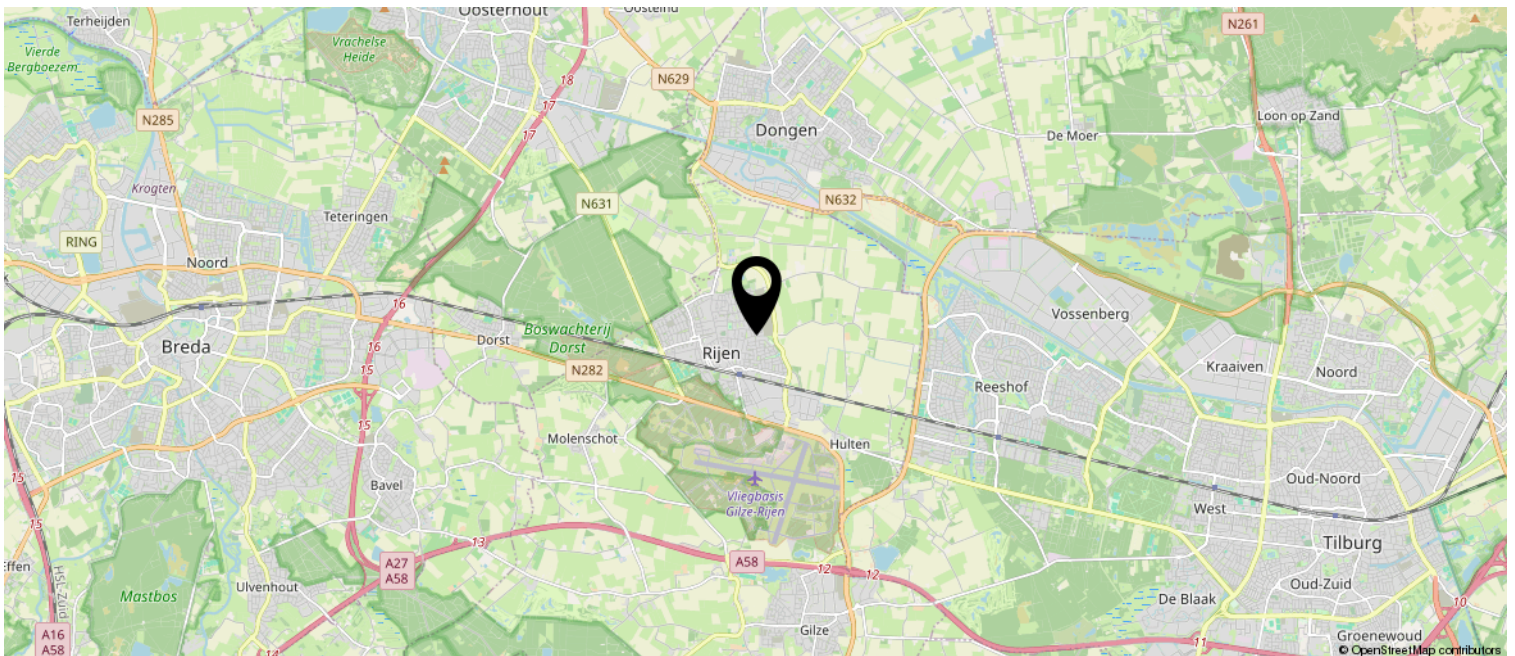 Oosterhout
Oosteind
Terheijden
N261
Vrachelse
Heide
Vierde
Bergboezem
18
N629
17
N285
Loon op Zand
Dongen
17
De Moer
Krogten
N631
N632
Teteringen
RING
Noord
16
Vossenberg
Boswachterij
Dorst
Dorst
Breda
16
Rijen
15
N282
Kraaiven
Noord
Reeshof
15
Molenschot
Hulten
15
Oud-Noord
Bavel
Vliegbasis
Gilze-Rijen
West
15
13
Tilburg
A27
A58
A58
12
12
Effen
HSL-Zuid
Ulvenhout
Mastbos
Oud-Zuid
De Blaak
10
Gilze
A16
A58
14
11
Groenewoud
© OpenStreetMap contributors